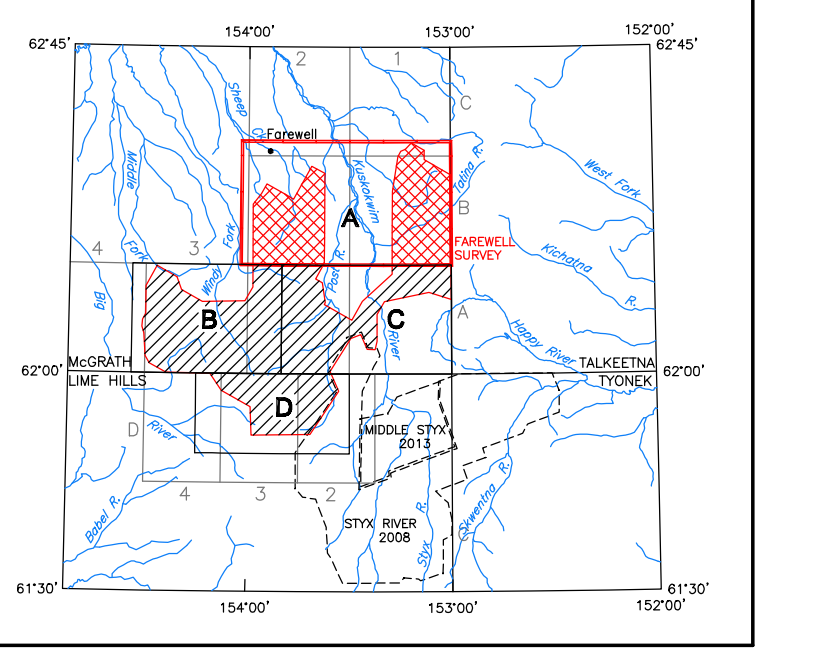 154°00' 153°00' 152°00'
62°45' 62°45'
2 1
Sheep
Ck
C
Farewell
Middle
Fork
Kuskokwim
Tatina R.
West Fork
A
B
FAREWELL
SURVEY
4 3
Windy
Fork
Post R.
Kichatna
R.
Big
B
C
A
River
Happy River
McGRATH
LIME HILLS
62°00' 62°00'
TALKEETNA
TYONEK
D
D
River
MIDDLE STYX
2013
4 3 2
Babel R.
STYX RIVER
2008
Styx
R.
Skwentna R.
C
61°30' 61°30'
154°00' 153°00' 152°00'